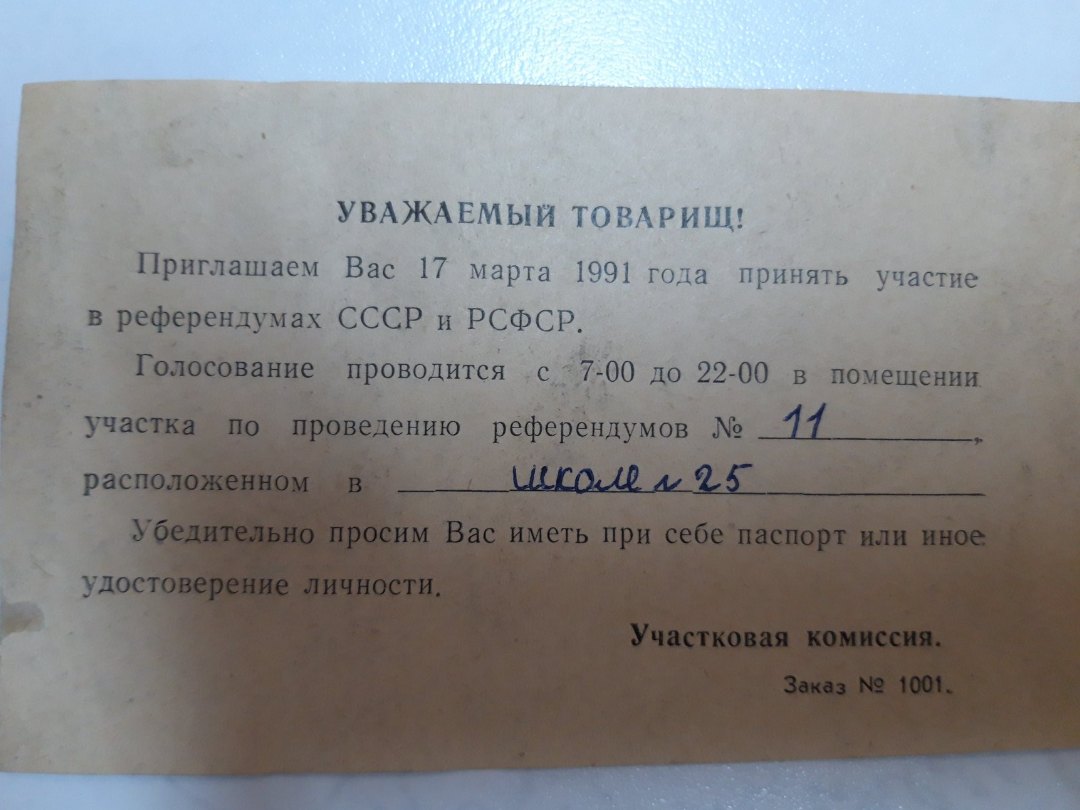 УВАЖАЕМЫЙ ТОВАРИЩ!
Приглашаем Вас 17 марта 1991 года принять участие
в референдумах СССР и РСФСР.
Голосование проводится с 7-00 до 22-00 в помещении
участка по проведению референдумов № 11,
расположенном в школе № 25
Убедительно просим Вас иметь при себе паспорт или иное
удостоверение личности.
Участковая комиссия.
Заказ № 1001.